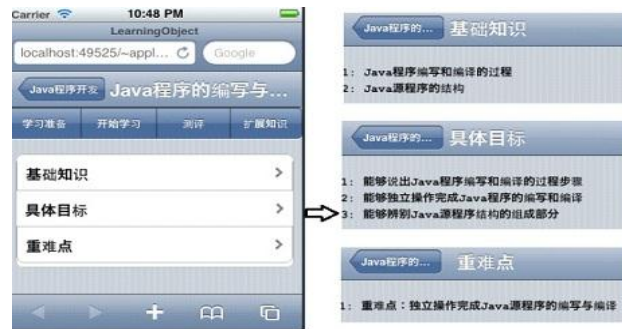 Carrier 10:48 PM
LearningObject
localhost:49525/~appl... Google
Java程序开发 Java程序的编写与...
学习准备 开始学习 测评 扩展知识
基础知识
具体目标
重难点
Java程序的... 基础知识
1: Java程序编写和编译的过程
2: Java源程序的结构
Java程序的... 具体目标
1: 能够说出Java程序编写和编译的过程步骤
2: 能够独立操作完成Java程序的编写和编译
3: 能够辨别Java源程序结构的组成部分
Java程序的... 重难点
1: 重难点：独立操作完成Java源程序的编写与编译